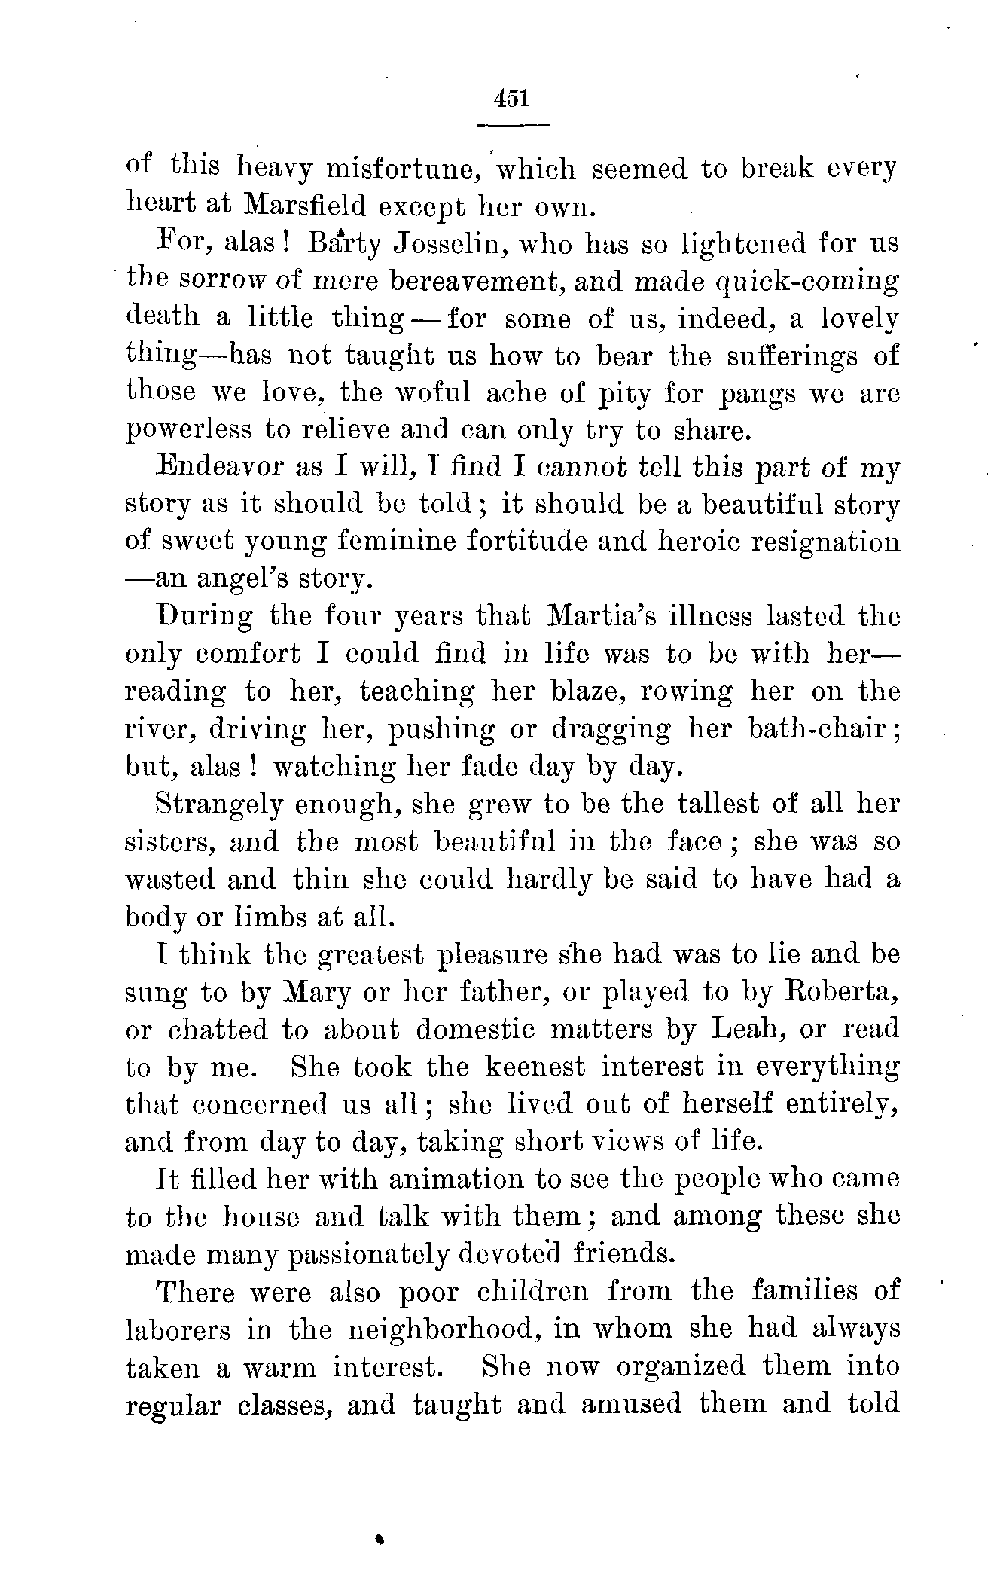 451
of this heavy misfortune, which seemed to break every
heart at Marsfield except her own.
For, alas! Barty Josselin, who has so lightened for us
the sorrow of mere bereavement, and made quick-coming
death a little thing — for some of us, indeed, a lovely
thing—has not taught us how to bear the sufferings of
those we love, the woful ache of pity for pangs we are
powerless to relieve and can only try to share.
Endeavor as I will, I find I cannot tell this part of my
story as it should be told; it should be a beautiful story
of sweet young feminine fortitude and heroic resignation
—an angel's story.
During the four years that Martia's illness lasted the
only comfort I could find in life was to be with her—
reading to her, teaching her blaze, rowing her on the
river, driving her, pushing or dragging her bath-chair;
but, alas! watching her fade day by day.
Strangely enough, she grew to be the tallest of all her
sisters, and the most beautiful in the face; she was so
wasted and thin she could hardly be said to have had a
body or limbs at all.
I think the greatest pleasure she had was to lie and be
sung to by Mary or her father, or played to by Roberta,
or chatted to about domestic matters by Leah, or read
to by me. She took the keenest interest in everything
that concerned us all; she lived out of herself entirely,
and from day to day, taking short views of life.
It filled her with animation to see the people who came
to the house and talk with them; and among these she
made many passionately devoted friends.
There were also poor children from the families of
laborers in the neighborhood, in whom she had always
taken a warm interest. She now organized them into
regular classes, and taught and amused them and told